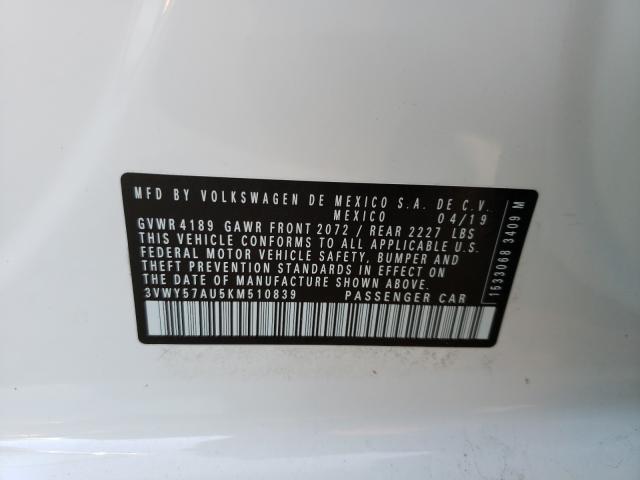 MFD BY VOLKSWAGEN DE MEXICO S.A. DE C.V.
MEXICO 04/19
GVWR 4189 GAWR FRONT 2072 / REAR 2227 LBS
THIS VEHICLE CONFORMS TO ALL APPLICABLE U.S.
FEDERAL MOTOR VEHICLE SAFETY, BUMPER AND
THEFT PREVENTION STANDARDS IN EFFECT ON
THE DATE OF MANUFACTURE SHOWN ABOVE.
3VWY57AU5KM510839 PASSENGER CAR
1533068 3409 M